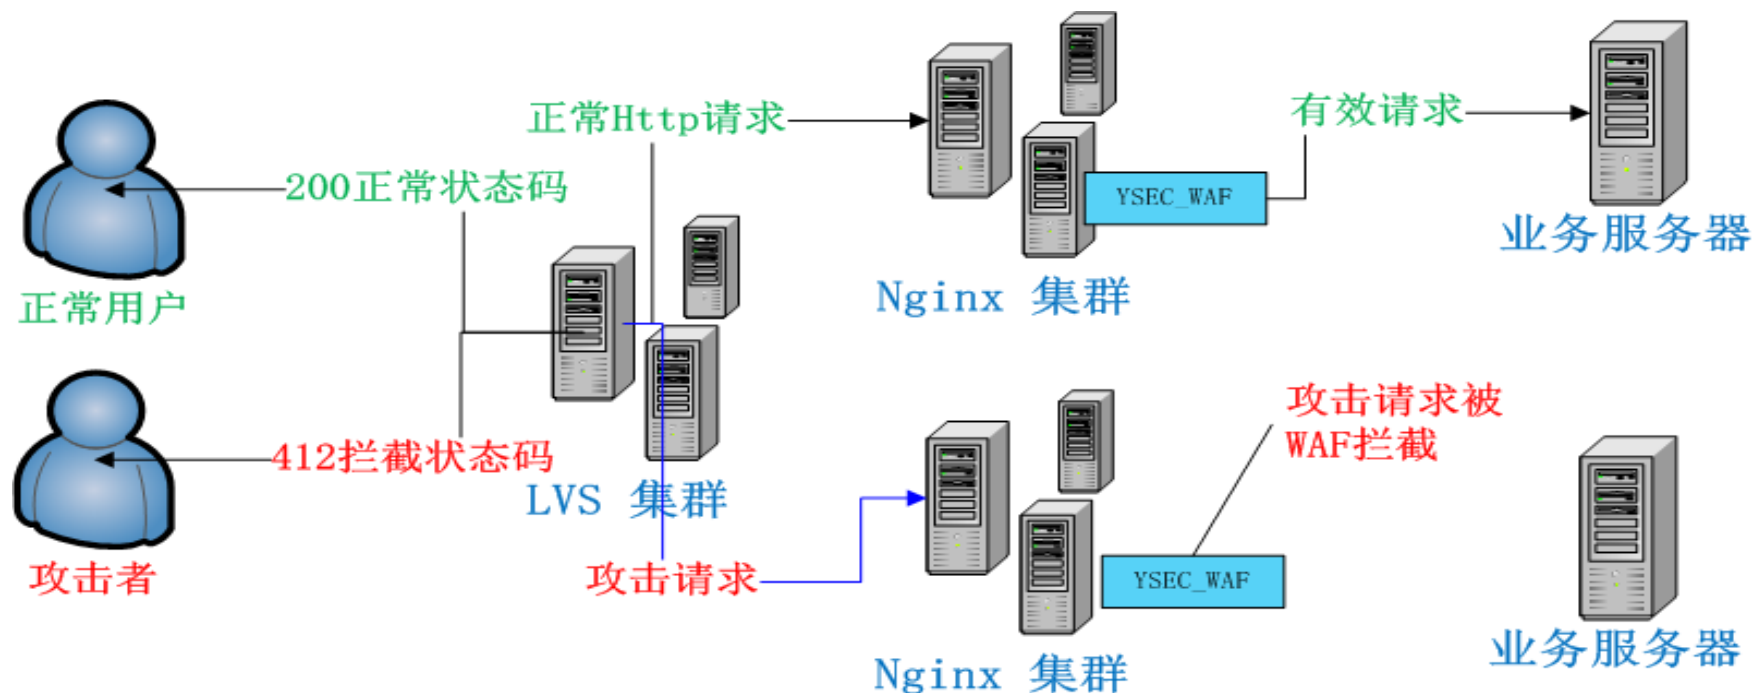 正常Http请求
有效请求
200正常状态码
YSEC_WAF
业务服务器
正常用户
Nginx 集群
攻击请求被
WAF拦截
412拦截状态码
LVS 集群
攻击者
攻击请求
YSEC_WAF
业务服务器
Nginx 集群